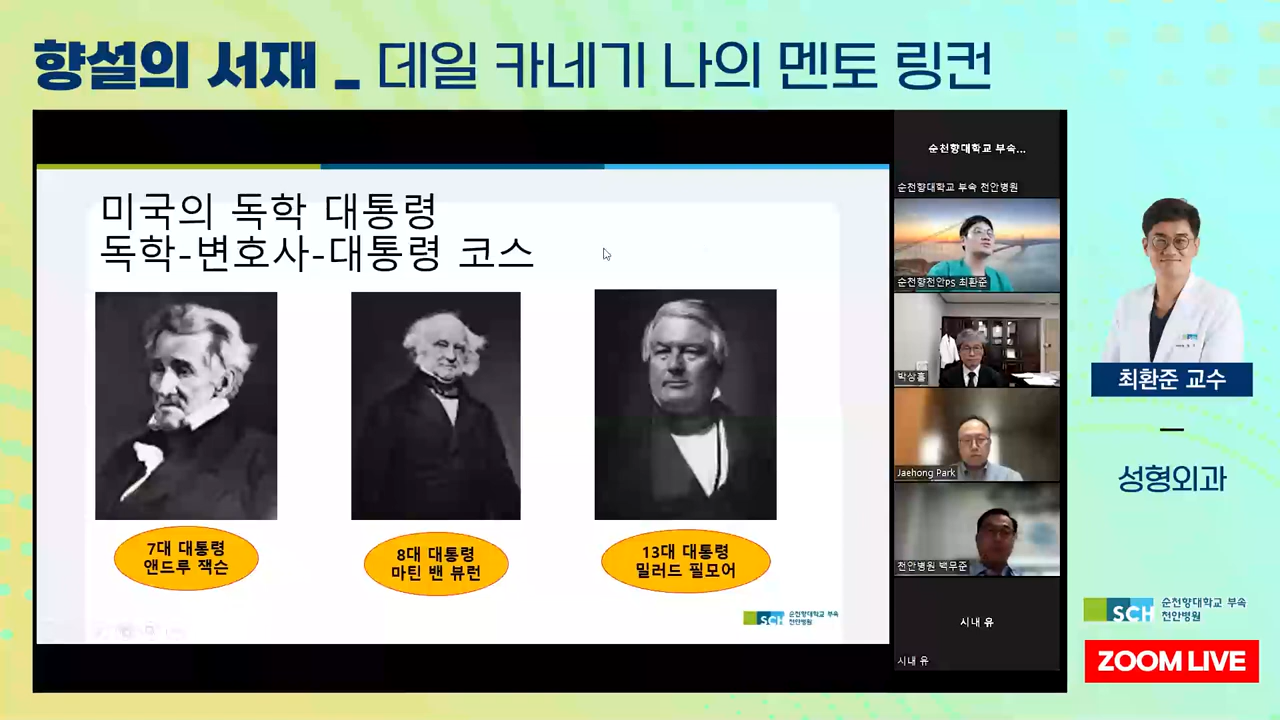 향설의 서재 _ 데일 카네기 나의 멘토 링컨
미국의 독학 대통령
독학-변호사-대통령 코스
7대 대통령
앤드루 잭슨
8대 대통령
마틴 밴 뷰런
13대 대통령
밀러드 필모어
SCH
순천향대학교 부속
천안병원
순천향대학교 부속...
순천향대학교 부속 천안병원
순천향천안PS 최환준
박상흠
Jaehong Park
천안병원 백무준
시내 유
시내 유
최환준 교수
성형외과
SCH
순천향대학교 부속
천안병원
ZOOM LIVE